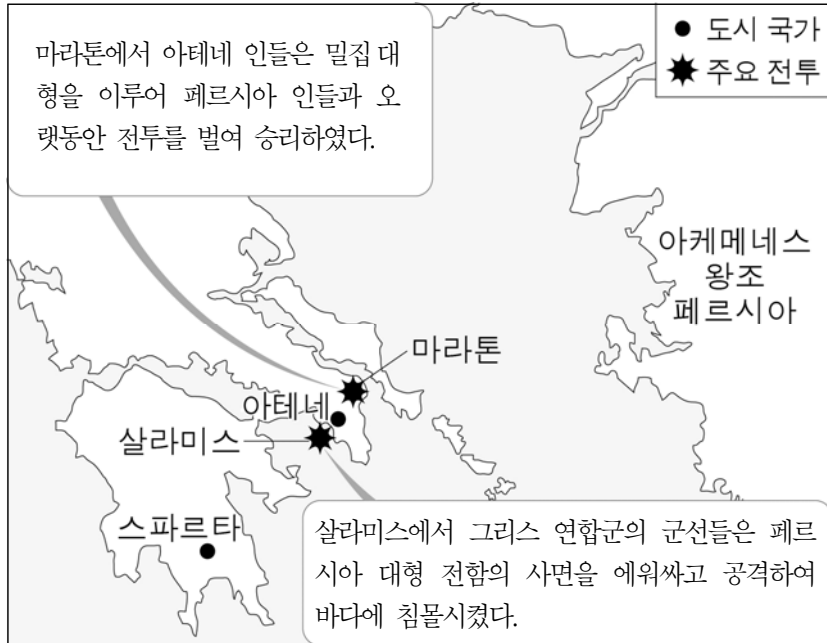 마라톤에서 아테네 인들은 밀집 대
형을 이루어 페르시아 인들과 오
랫동안 전투를 벌여 승리하였다.
● 도시 국가
주요 전투
아케메네스
왕조
페르시아
마라톤
아테네
살라미스
스파르타
살라미스에서 그리스 연합군의 군선들은 페르
시아 대형 전함의 사면을 에워싸고 공격하여
바다에 침몰시켰다.